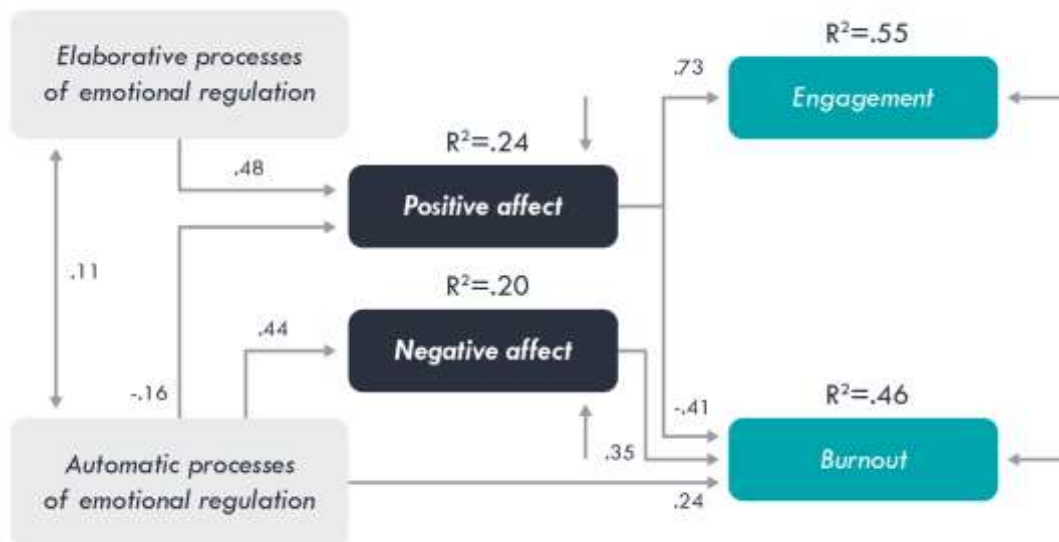 Elaborative processes
of emotional regulation
R²=.55
.73
Engagement
R²=.24
.48
Positive affect
.11
R²=.20
.44
Negative affect
-.16
-.41
R²=.46
.35
Automatic processes
of emotional regulation
Burnout
.24